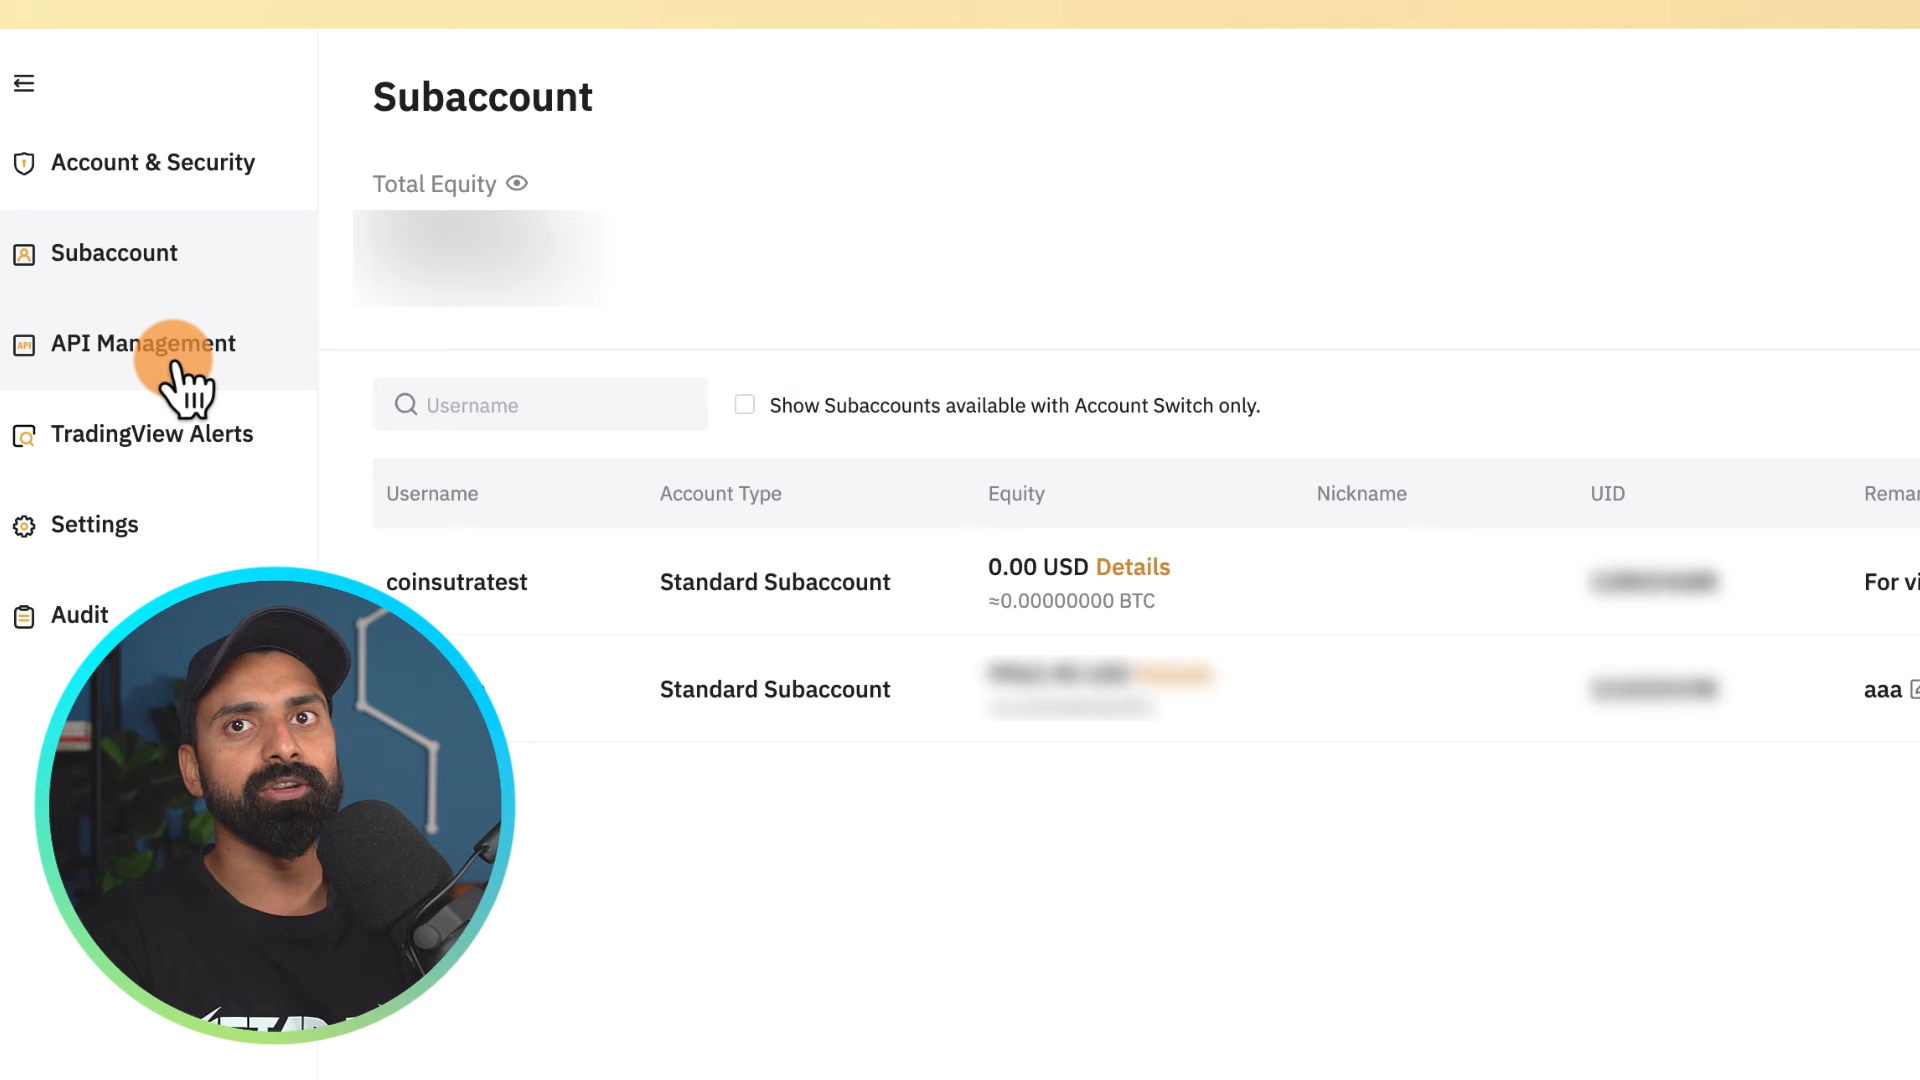 Subaccount
Total Equity
Account & Security
Subaccount
API Management
TradingView Alerts
Settings
Audit
API
Username
Show Subaccounts available with Account Switch only.
Username Account Type Equity Nickname UID
coinsutratest Standard Subaccount 0.00 USD Details For
≈0.00000000 BTC
Standard Subaccount aaa